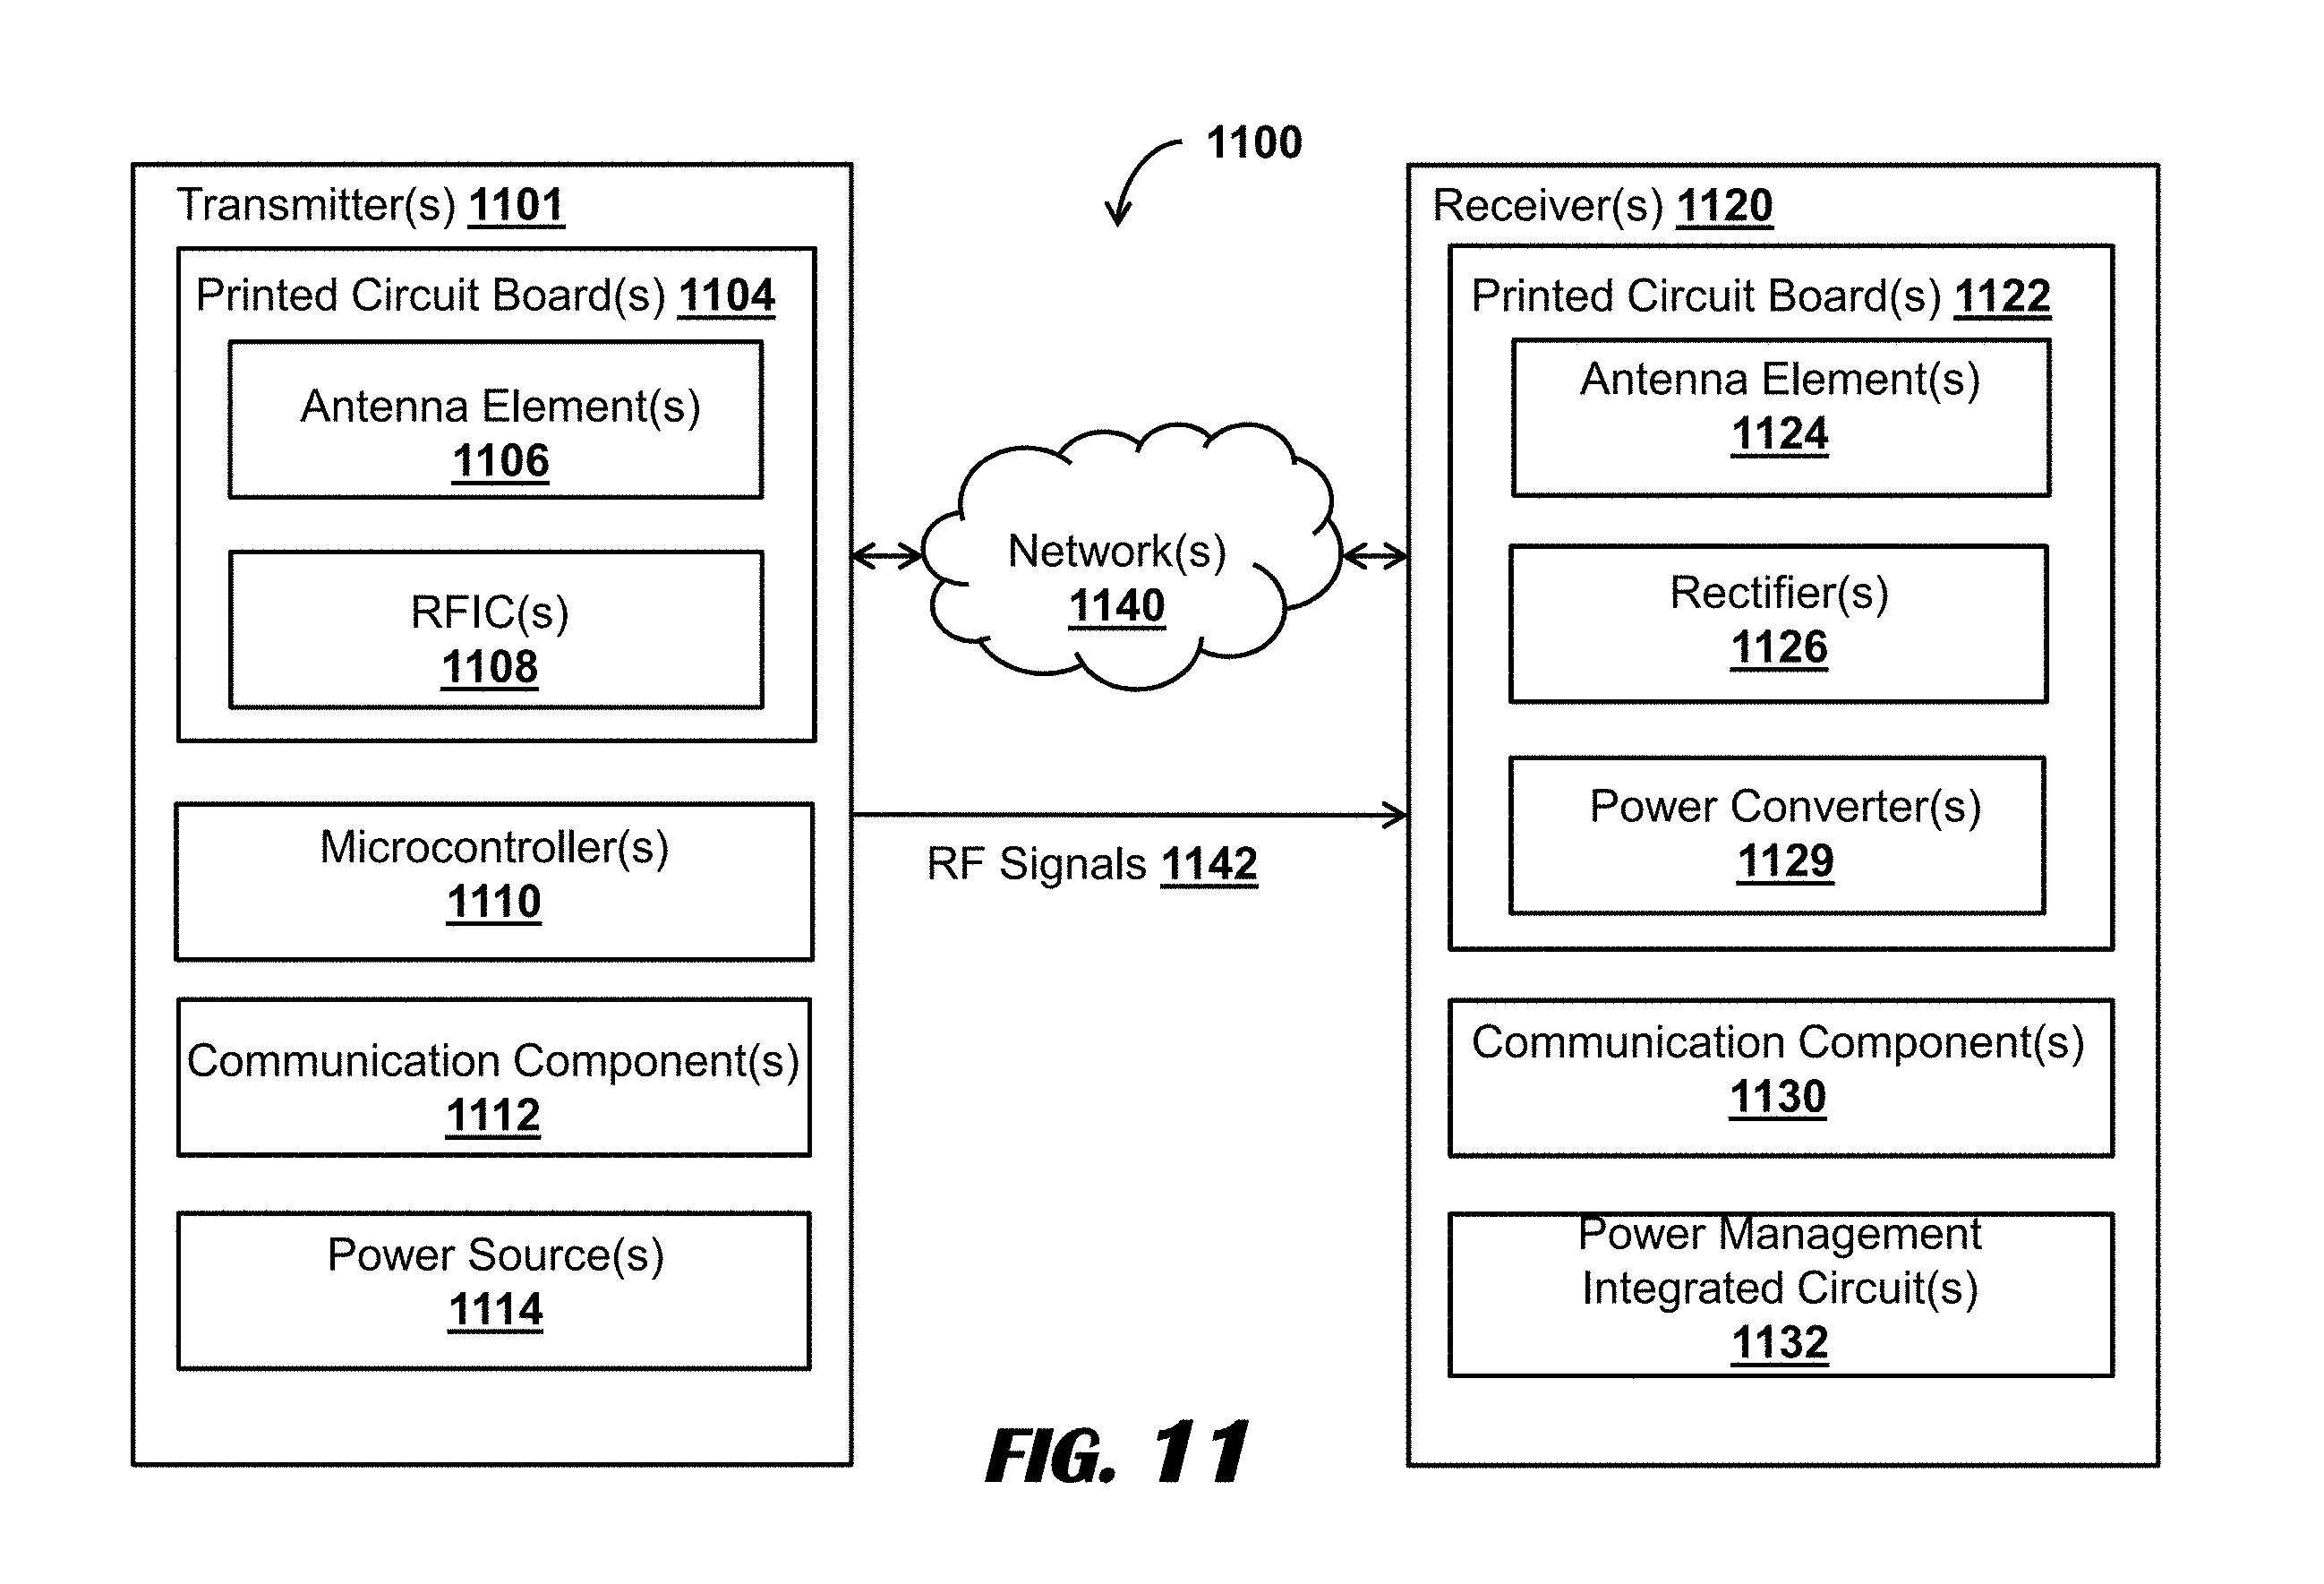 1100
Transmitter(s) 1101
Printed Circuit Board(s) 1104
Antenna Element(s)
1106
RFIC(s)
1108
Microcontroller(s)
1110
Communication Component(s)
1112
Power Source(s)
1114
Network(s)
1140
RF Signals 1142
Receiver(s) 1120
Printed Circuit Board(s) 1122
Antenna Element(s)
1124
Rectifier(s)
1126
Power Converter(s)
1129
Communication Component(s)
1130
Power Management
Integrated Circuit(s)
1132
FIG. 11